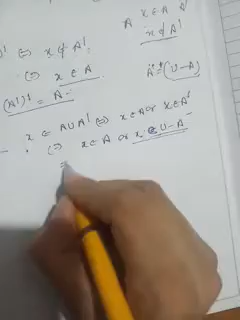 A x ∈ A
' ⇔ x ∉ A'
x ∉ A'
⇔ x ∈ A
A' = (U-A)
(A')' = A
x ∈ A∪A' ⇔ x ∈ A or x ∈ A'
⇔ x ∈ A or x ∈ U-A